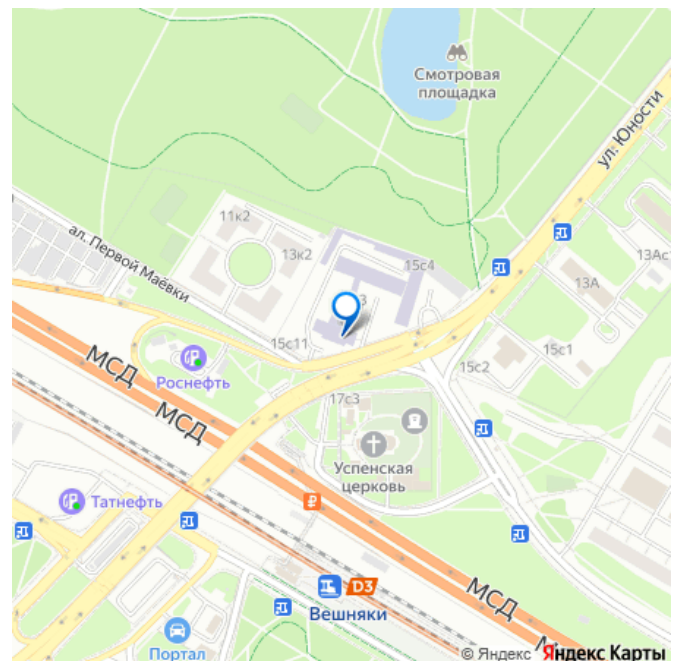 Смотровая
площадка
ул. Юности
11к2
ал. Первой Маёвки
13к2
15с4
13А
3
15с11
МСД
Роснефть
МСД
15с1
15с2
17с3
Успенская
церковь
Татнефть
₽
D3
Вешняки
МСД
Портал
© Яндекс Яндекс Карты